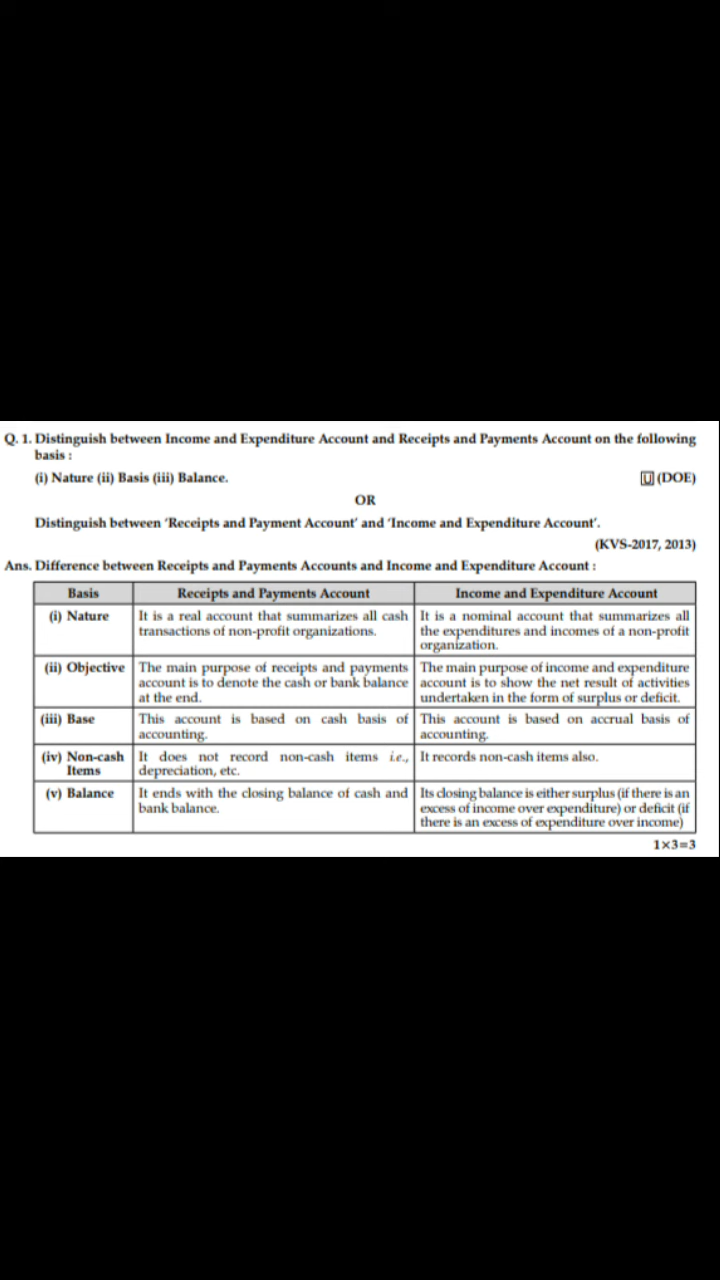 Q. 1. Distinguish between Income and Expenditure Account and Receipts and Payments Account on the following
basis :
(i) Nature (ii) Basis (iii) Balance. U (DOE)
OR
Distinguish between 'Receipts and Payment Account' and 'Income and Expenditure Account'.
(KVS-2017, 2013)
Ans. Difference between Receipts and Payments Accounts and Income and Expenditure Account :
Basis
Receipts and Payments Account
Income and Expenditure Account
(i) Nature
It is a real account that summarizes all cash
transactions of non-profit organizations.
It is a nominal account that summarizes all
the expenditures and incomes of a non-profit
organization.
(ii) Objective
The main purpose of receipts and payments
account is to denote the cash or bank balance
at the end.
The main purpose of income and expenditure
account is to show the net result of activities
undertaken in the form of surplus or deficit.
(iii) Base
This account is based on cash basis of
accounting.
This account is based on accrual basis of
accounting.
(iv) Non-cash
Items
It does not record non-cash items i.e.,
depreciation, etc.
It records non-cash items also.
(v) Balance
It ends with the closing balance of cash and
bank balance.
Its closing balance is either surplus (if there is an
excess of income over expenditure) or deficit (if
there is an excess of expenditure over income)
1×3=3